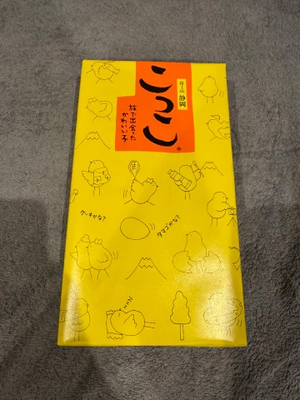 静岡
こっこ
旅で出会った
かわいい子
ケーキかな?
タマゴかな?